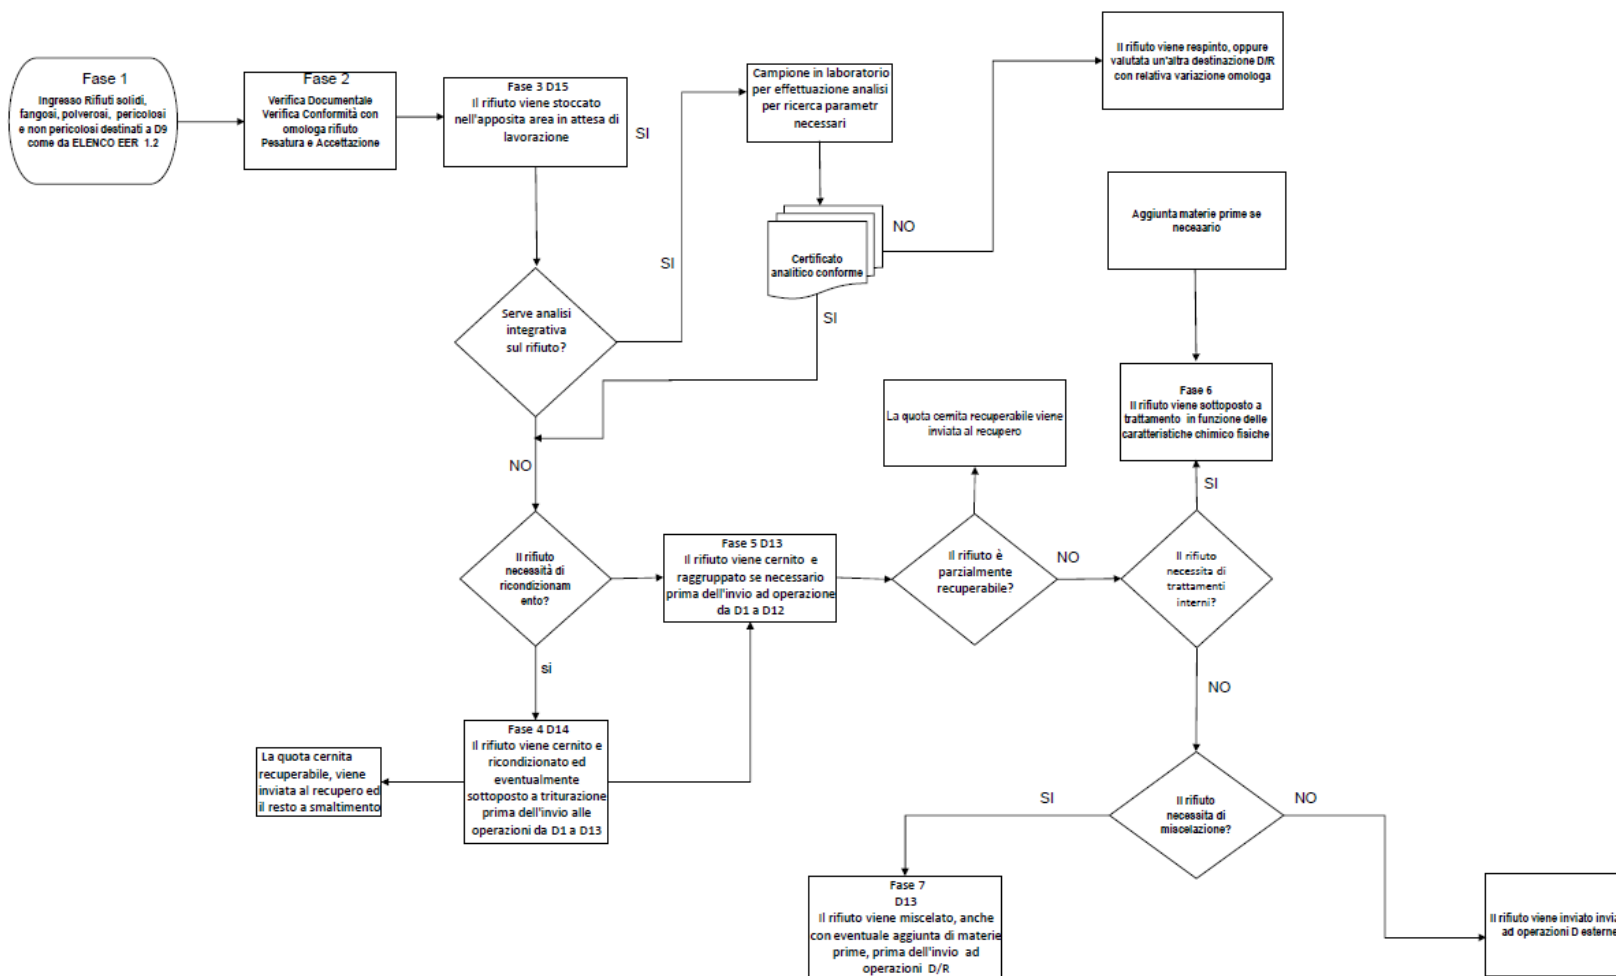 Fase 1
Ingresso Rifiuti solidi,
fangosi, polverosi, pericolosi
e non pericolosi destinati a D9
come da ELENCO EER 1.2
Fase 2
Verifica Documentale
Verifica Conformità con
omologa rifiuto
Pesatura e Accettazione
Fase 3 D15
Il rifiuto viene stoccato
nell'apposita area in attesa di
lavorazione
SI
Campione in laboratorio
per effettuazione analisi
per ricerca parametr
necessari
Il rifiuto viene respinto, oppure
valutata un'altra destinazione D/R
con relativa variazione omologa
NO
Certificato
analitico conforme
SI
SI
Serve analisi
integrativa
sul rifiuto?
NO
Aggiunta materie prime se
neceaario
Fase 6
Il rifiuto viene sottoposto a
trattamento in funzione delle
caratteristiche chimico fisiche
SI
La quota cernita recuperabile viene
inviata al recupero
Il rifiuto
necessità di
ricondizionam
ento?
si
Fase 5 D13
Il rifiuto viene cernito e
raggruppato se necessario
prima dell'invio ad operazione
da D1 a D12
Il rifiuto è
parzialmente
recuperabile?
NO
Il rifiuto
necessita di
trattamenti
interni?
NO
Fase 4 D14
Il rifiuto viene cernito e
ricondizionato ed
eventualmente
sottoposto a triturazione
prima dell'invio alle
operazioni da D1 a D13
La quota cernita
recuperabile, viene
inviata al recupero ed
il resto a smaltimento
Il rifiuto
necessita di
miscelazione?
SI
NO
Fase 7
D13
Il rifiuto viene miscelato, anche
con eventuale aggiunta di materie
prime, prima dell'invio ad
operazioni D/R
Il rifiuto viene inviato invia
ad operazioni D esterne